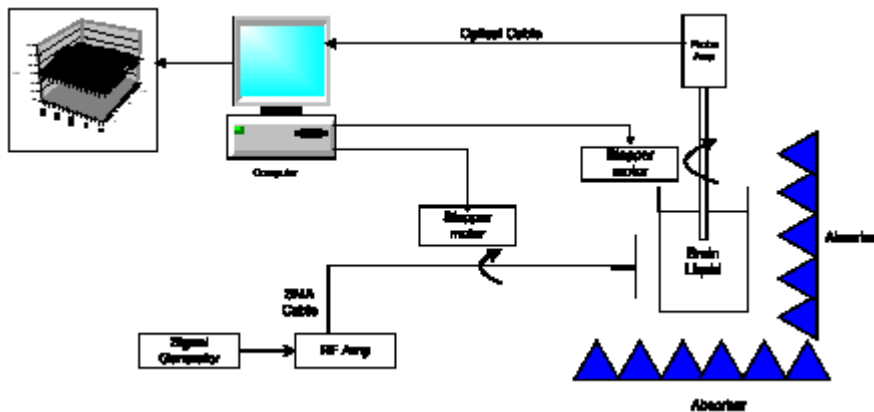 Optical Cable
Probe
Amp
Computer
Stepper
motor
Stepper
motor
Brain
Liquid
Absorber
SMA
Cable
Signal
Generator
RF Amp
Absorber